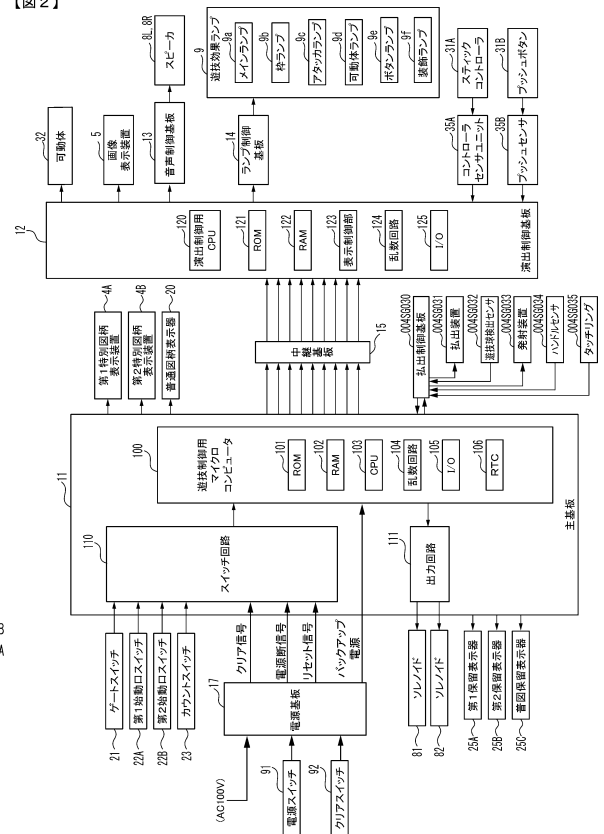 【図2】
32
可動体
5
画像
表示装置
8L、8R
スピーカ
13
音声制御基板
9
遊技効果ランプ
9a
メインランプ
9b
枠ランプ
9c
アタッカランプ
9d
可動体ランプ
9e
ボタンランプ
9f
装飾ランプ
14
ランプ制御
基板
31A
スティック
コントローラ
31B
プッシュボタン
35A
コントローラ
センサユニット
35B
プッシュセンサ
12
120
演出制御用
CPU
121
ROM
122
RAM
123
表示制御部
124
乱数回路
125
I/O
演出制御基板
4A
第1特別図柄
表示装置
4B
第2特別図柄
表示装置
20
普通図柄表示器
中継
基板
15
004SG030
払出制御基板
004SG031
払出装置
004SG032
遊技球検出センサ
004SG033
発射装置
004SG034
ハンドルセンサ
004SG035
タッチリング
11
100
遊技制御用
マイクロ
コンピュータ
101
ROM
102
RAM
103
CPU
104
乱数回路
105
I/O
106
RTC
110
スイッチ回路
111
出力回路
主基板
21
ゲートスイッチ
22A
第1始動口スイッチ
22B
第2始動口スイッチ
23
カウントスイッチ
クリア信号
電源断信号
リセット信号
バックアップ
電源
17
電源基板
(AC100V)
91
電源スイッチ
92
クリアスイッチ
81
ソレノイド
82
ソレノイド
25A
第1保留表示器
25B
第2保留表示器
25C
普図保留表示器